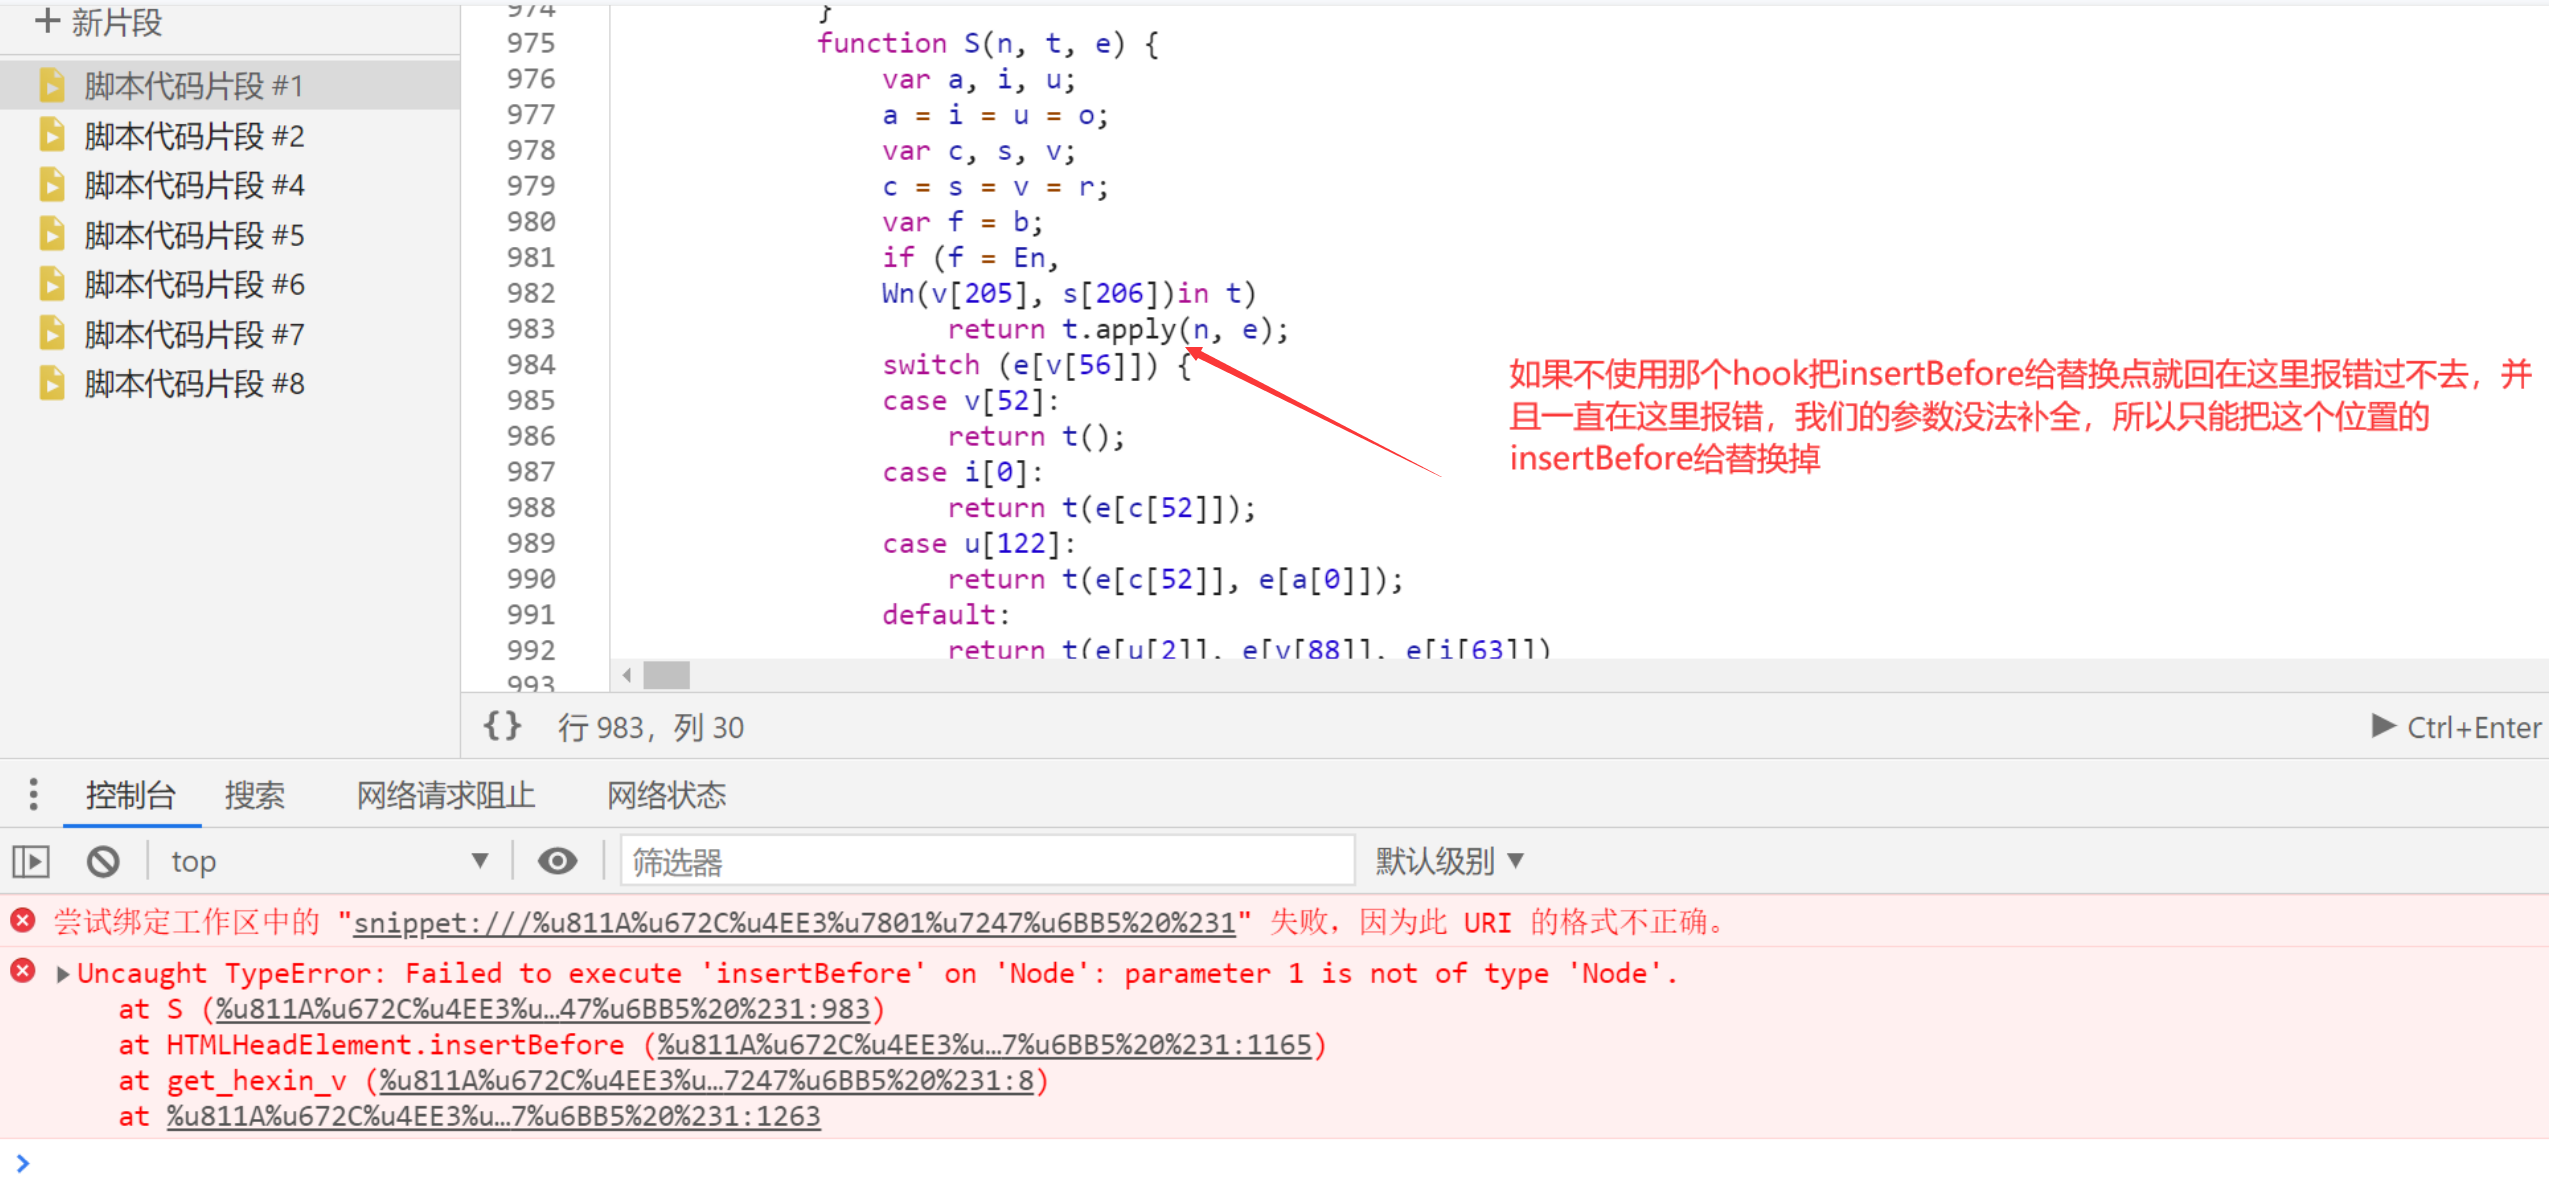 新片段
脚本代码片段 #1
脚本代码片段 #2
脚本代码片段 #4
脚本代码片段 #5
脚本代码片段 #6
脚本代码片段 #7
脚本代码片段 #8
974 }
975 function S(n, t, e) {
976 var a, i, u;
977 a = i = u = o;
978 var c, s, v;
979 c = s = v = r;
980 var f = b;
981 if (f = En,
982 Wn(v[205], s[206])in t)
983 return t.apply(n, e);
984 switch (e[v[56]]) {
985 case v[52]:
986 return t();
987 case i[0]:
988 return t(e[c[52]]);
989 case u[122]:
990 return t(e[c[52]], e[a[0]]);
991 default:
992 return t(e[u[2]], e[v[88]], e[i[63]])
993
如果不使用那个hook把insertBefore给替换点就回在这里报错过不去，并
且一直在这里报错，我们的参数没法补全，所以只能把这个位置的
insertBefore给替换掉
{} 行 983，列 30
Ctrl+Enter
控制台 搜索 网络请求阻止 网络状态
top 筛选器 默认级别
尝试绑定工作区中的 "snippet:///%u811A%u672C%u4EE3%u7801%u7247%u6BB5%20%231" 失败，因为此 URI 的格式不正确。
Uncaught TypeError: Failed to execute 'insertBefore' on 'Node': parameter 1 is not of type 'Node'.
at S (%u811A%u672C%u4EE3%u…47%u6BB5%20%231:983)
at HTMLHeadElement.insertBefore (%u811A%u672C%u4EE3%u…7%u6BB5%20%231:1165)
at get_hexin_v (%u811A%u672C%u4EE3%u…7247%u6BB5%20%231:8)
at %u811A%u672C%u4EE3%u…7%u6BB5%20%231:1263